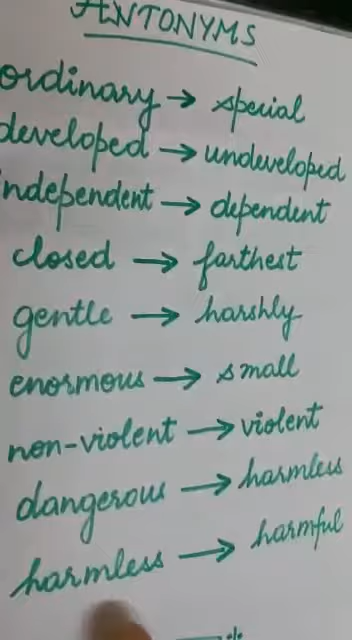 ANTONYMS
ordinary → special
developed → undeveloped
independent → dependent
closed → farthest
gentle → harshly
enormous → small
non-violent → violent
dangerous → harmless
harmless → harmful